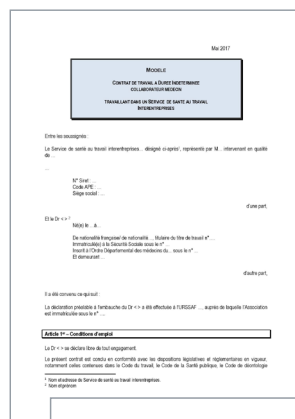 Mai 2017
MODELE
CONTRAT DE TRAVAIL A DUREE INDETERMINEE
COLLABORATEUR MEDECIN
TRAVAILLANT DANS UN SERVICE DE SANTE AU TRAVAIL
INTERENTREPRISES
Entre les soussignés :
Le Service de santé au travail interentreprises... désigné ci-après¹, représenté par M... intervenant en qualité
de ...
...
N° Siret : ...
Code APE : ...
Siège social : ...
d'une part,
Et le Dr < > ²
Né(e) le ...à...
De nationalité française/ de nationalité ... titulaire du titre de travail n° ...
Immatriculé(e) à la Sécurité Sociale sous le n° ...
Inscrit à l'Ordre Départemental des médecins du... sous le n° ...
Et demeurant ...
d'autre part,
Il a été convenu ce qui suit :
La déclaration préalable à l'embauche du Dr < > a été effectuée à l'URSSAF ... auprès de laquelle l'Association
est immatriculée sous le n° ...
Article 1er – Conditions d'emploi
Le Dr < > se déclare libre de tout engagement.
Le présent contrat est conclu en conformité avec les dispositions législatives et réglementaires en vigueur,
notamment celles contenues dans le Code du travail, le Code de la Santé publique, le Code de déontologie
¹ Nom et adresse du Service de santé au travail interentreprises.
² Nom et prénom